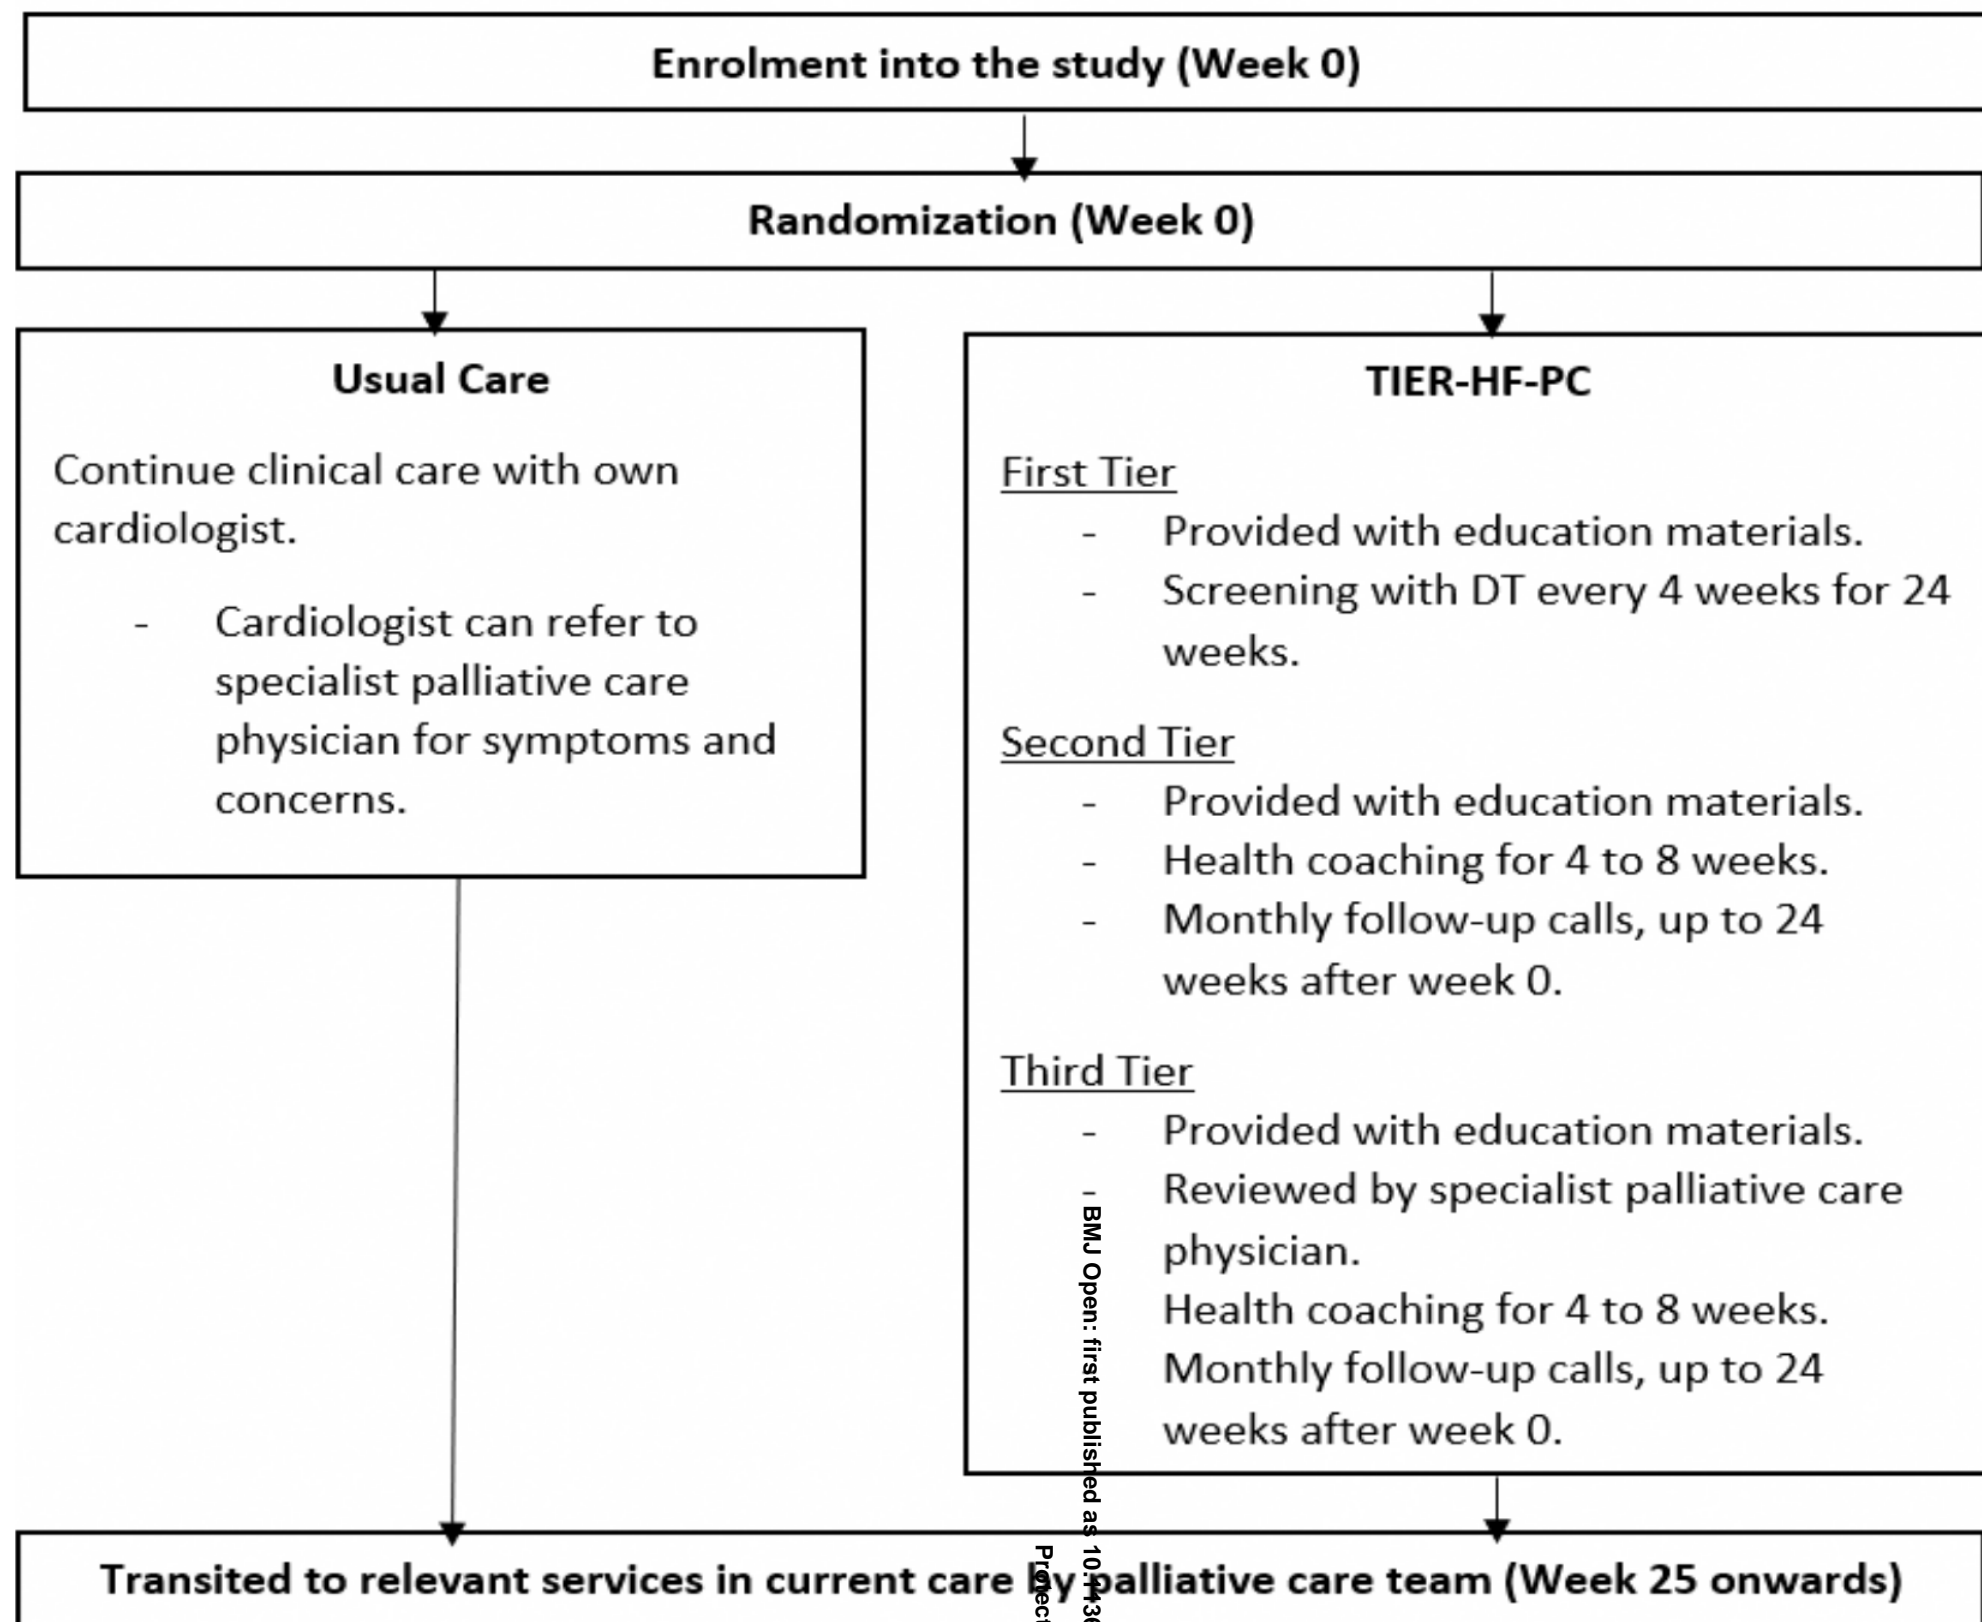 Enrolment into the study (Week 0)
Randomization (Week 0)
Usual Care
Continue clinical care with own
cardiologist.
- Cardiologist can refer to
specialist palliative care
physician for symptoms and
concerns.
TIER-HF-PC
First Tier
- Provided with education materials.
- Screening with DT every 4 weeks for 24
weeks.
Second Tier
- Provided with education materials.
- Health coaching for 4 to 8 weeks.
- Monthly follow-up calls, up to 24
weeks after week 0.
Third Tier
- Provided with education materials.
- Reviewed by specialist palliative care
physician.
Health coaching for 4 to 8 weeks.
Monthly follow-up calls, up to 24
weeks after week 0.
Transited to relevant services in current care by palliative care team (Week 25 onwards)
BMJ Open: first published as